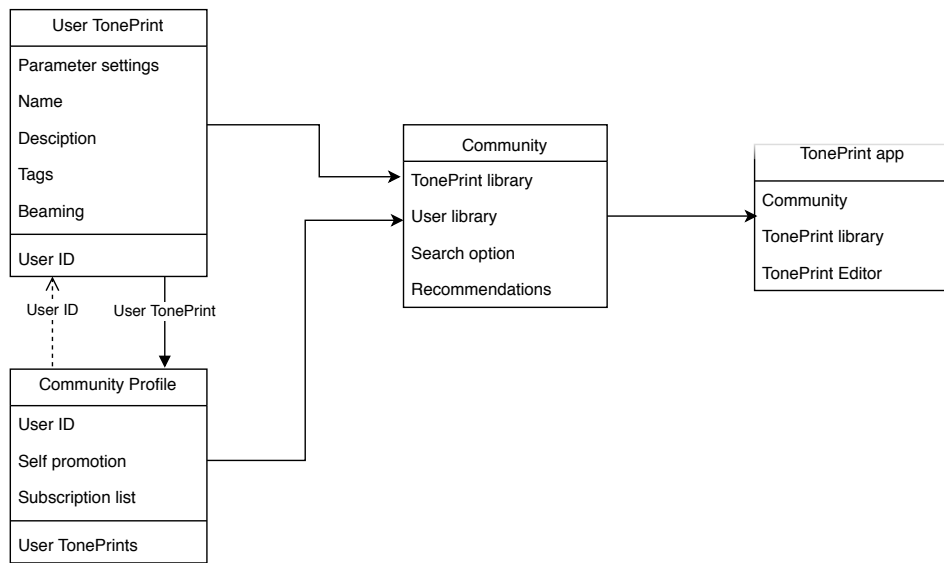 User TonePrint
Parameter settings
Name
Desciption
Tags
Beaming
User ID
User ID
User TonePrint
Community Profile
User ID
Self promotion
Subscription list
User TonePrints
Community
TonePrint library
User library
Search option
Recommendations
TonePrint app
Community
TonePrint library
TonePrint Editor